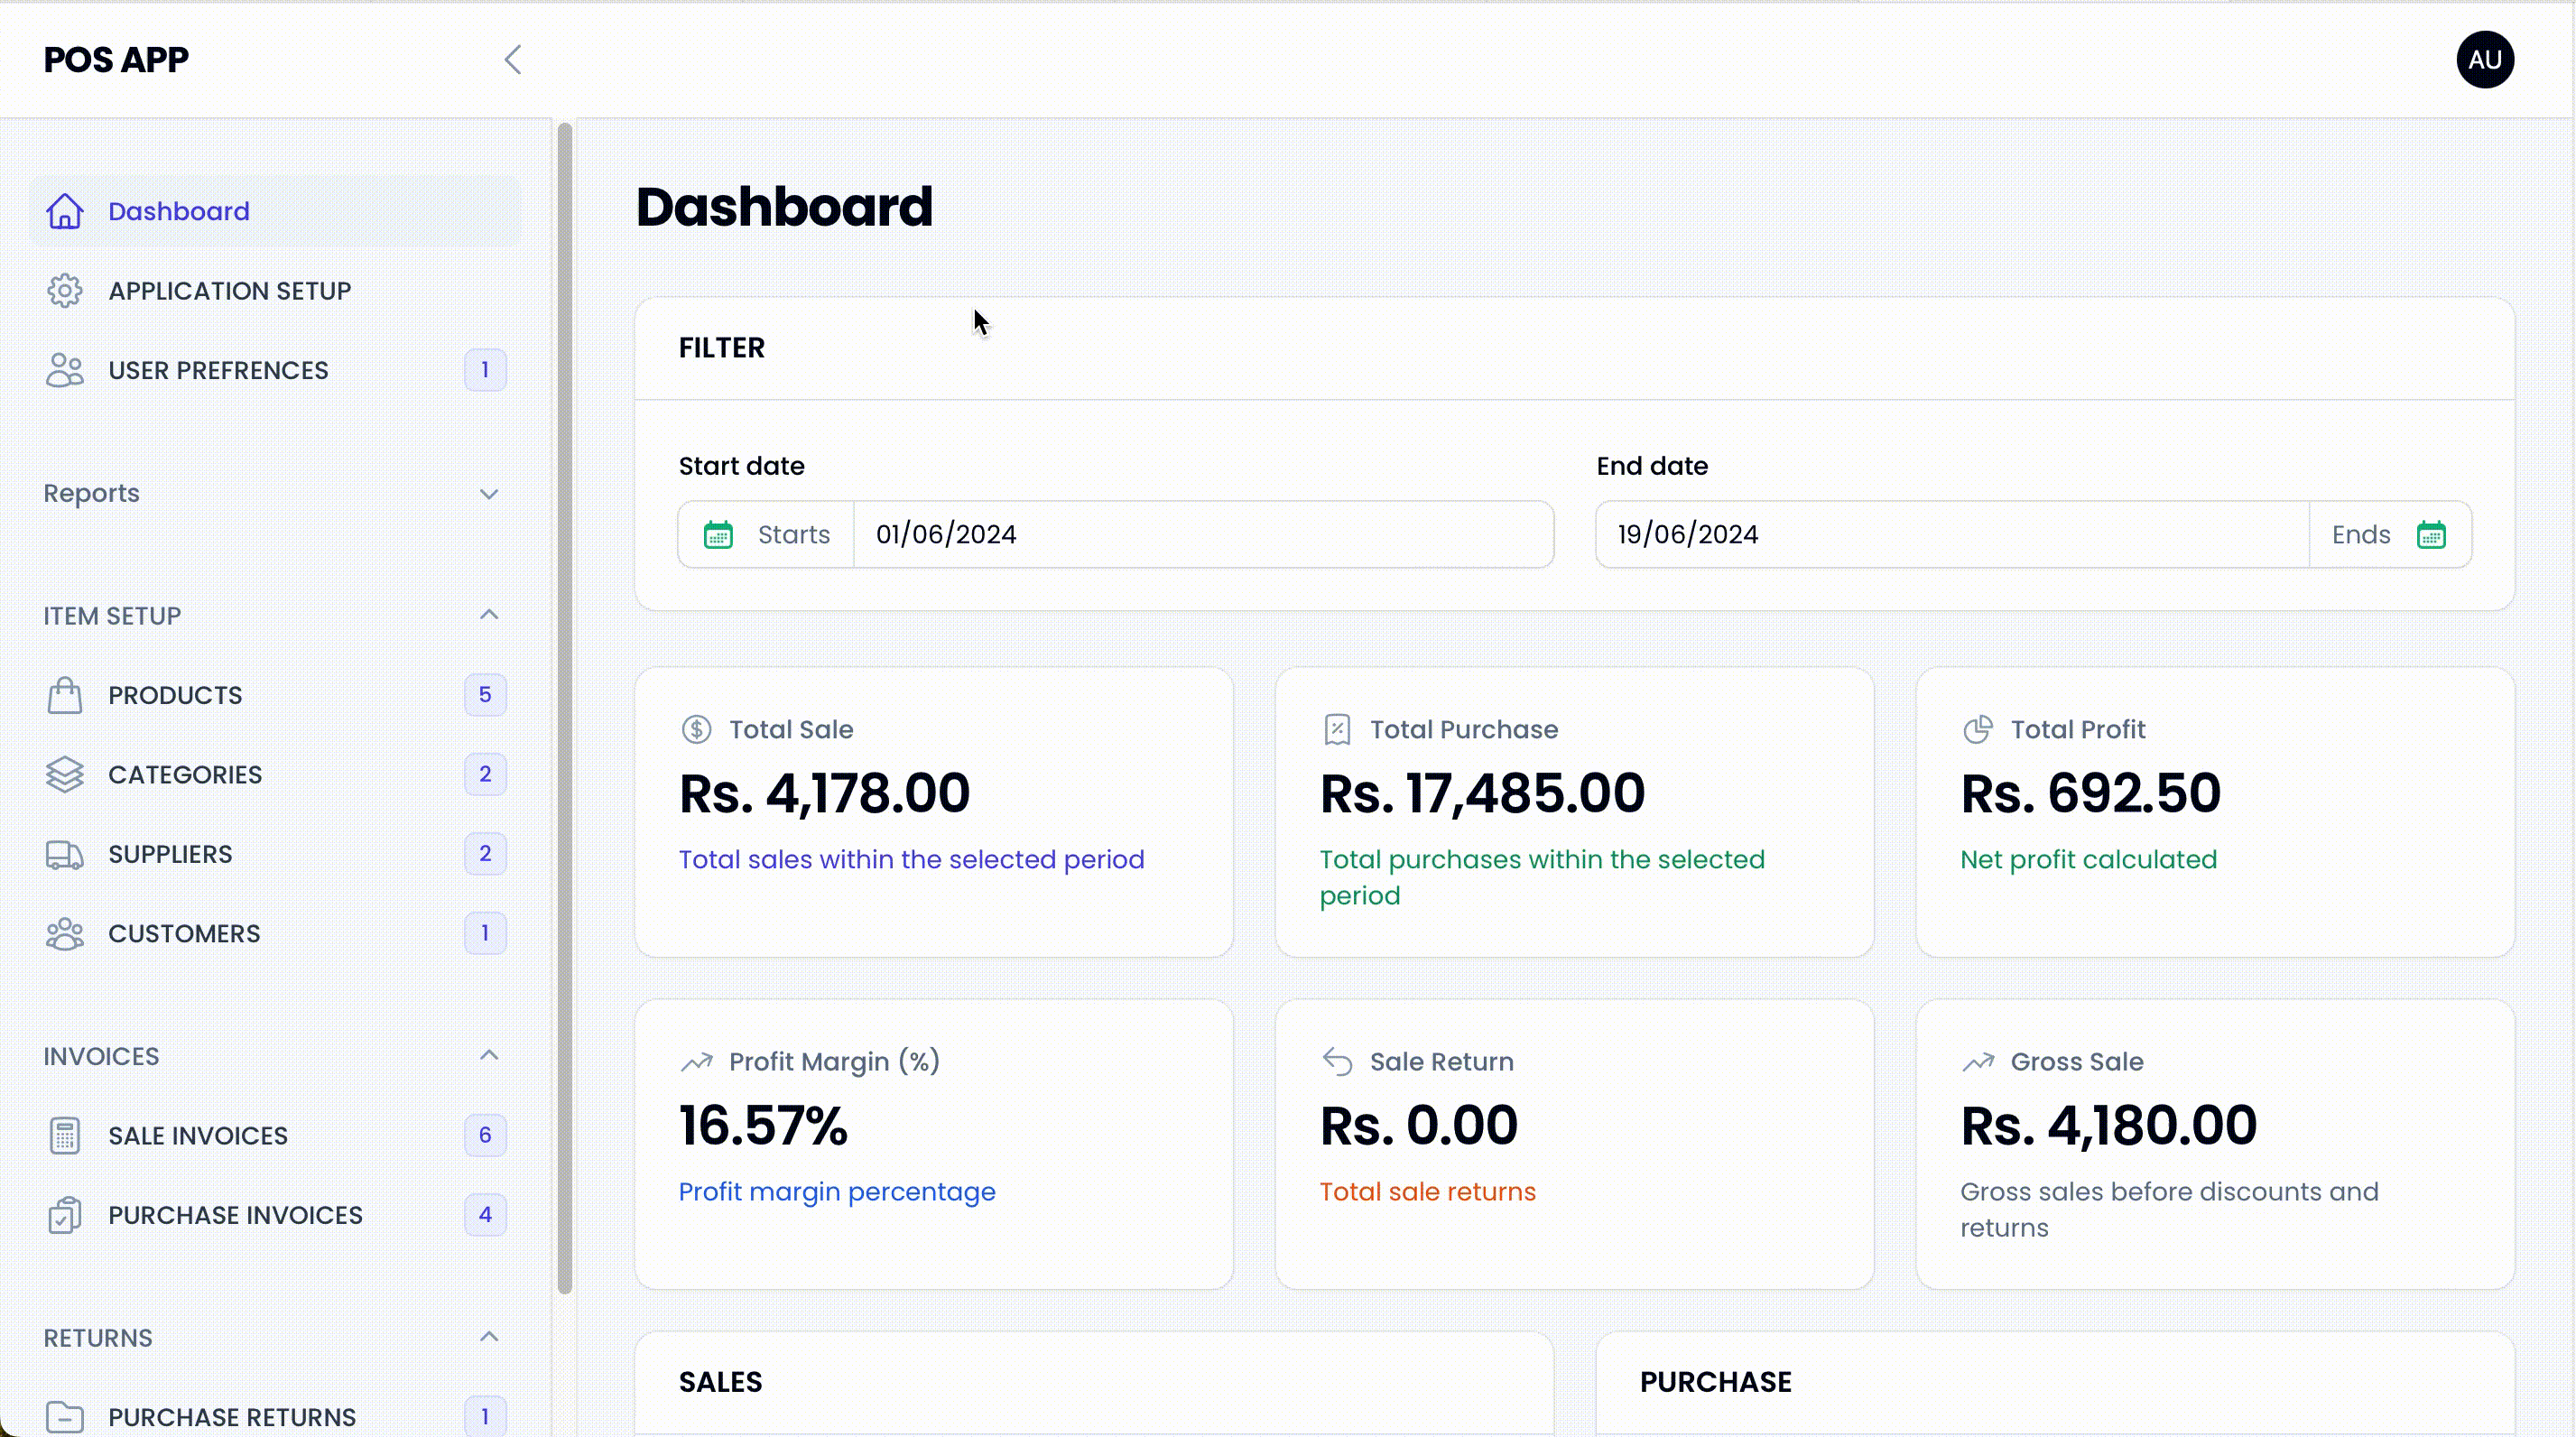 POS APP
AU
Dashboard
APPLICATION SETUP
USER PREFRENCES 1
Reports
ITEM SETUP
PRODUCTS 5
CATEGORIES 2
SUPPLIERS 2
CUSTOMERS 1
INVOICES
SALE INVOICES 6
PURCHASE INVOICES 4
RETURNS
PURCHASE RETURNS 1
Dashboard
FILTER
Start date
Starts 01/06/2024
End date
19/06/2024 Ends
Total Sale
Rs. 4,178.00
Total sales within the selected period
Total Purchase
Rs. 17,485.00
Total purchases within the selected
period
Total Profit
Rs. 692.50
Net profit calculated
Profit Margin (%)
16.57%
Profit margin percentage
Sale Return
Rs. 0.00
Total sale returns
Gross Sale
Rs. 4,180.00
Gross sales before discounts and
returns
SALES
PURCHASE